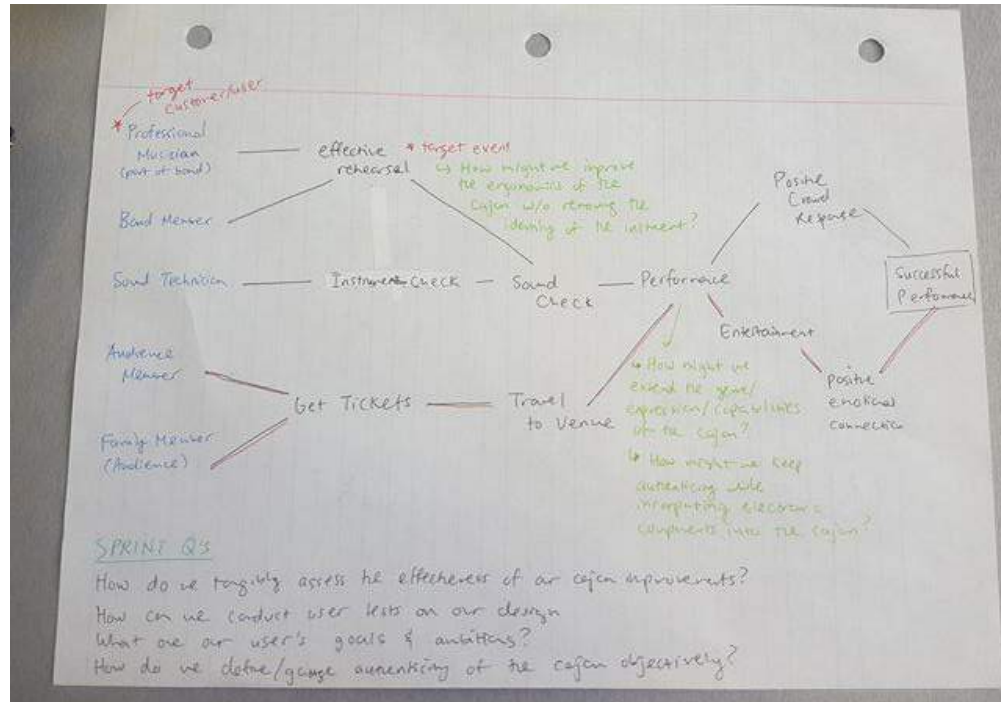 * target
customer/user
Professional
Musician
(part of band)
effective
rehearsal
* target event
↳ How might we improve
the ergonomics of the
Cajon w/o removing the
identity of the instrument?
Band Member
Positive
Crowd
Response
Sound Technician
Instrument Check
Sound
Check
Performance
Successful
Performance
Entertainment
Audience
Member
Get Tickets
Travel
to Venue
positive
emotional
connection
Family Member
(Audience)
↳ How might we
extend the genre/
expression/capabilities
of the cajon?
↳ How might we keep
authenticity while
incorporating electronic
components into the cajon?
SPRINT Q's
How do we tangibly assess the effectiveness of our cajon improvements?
How can we conduct user tests on our design
What are our user's goals & ambitions?
How do we define/gauge authenticity of the cajon objectively?